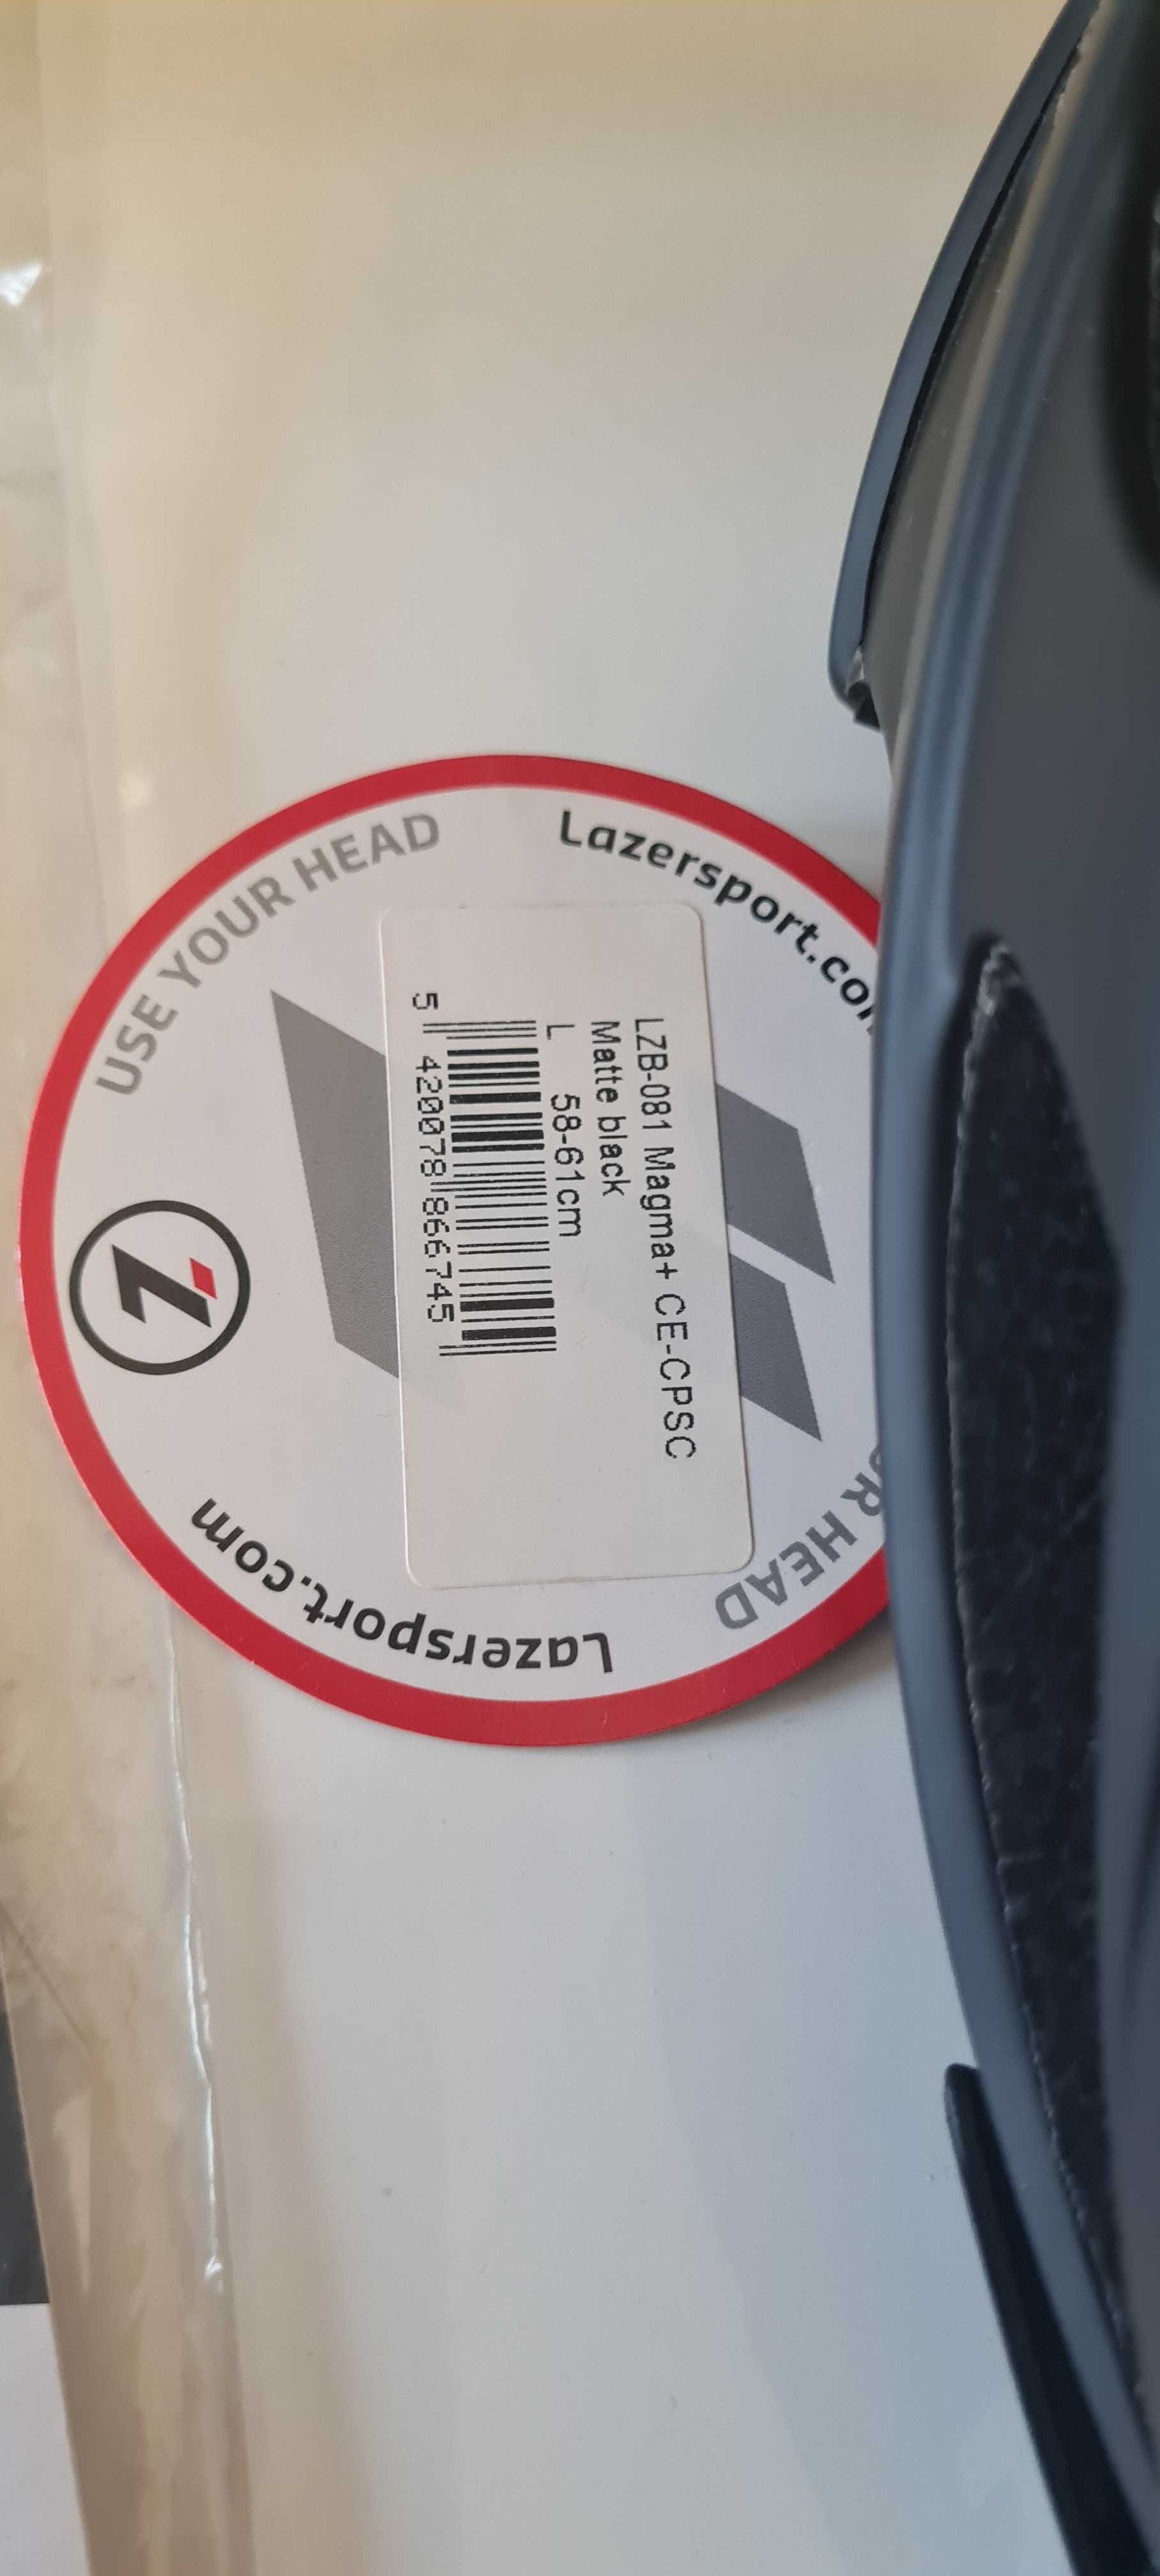 Lazersport.com
USE YOUR HEAD
LZB-081 Magma+ CE-CPSC
Matte black
L 58-61cm
5 420078 866745
HEAD
Lazersport.com